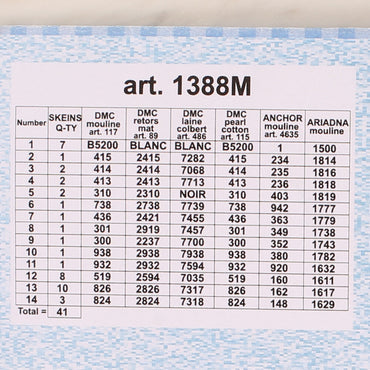 art. 1388M
Number SKEINS Q-TY DMC mouline art. 117 DMC retors mat art. 89 DMC laine colbert art. 486 DMC pearl cotton art. 115 ANCHOR mouline art. 4635 ARIADNA mouline
1 7 B5200 BLANC BLANC B5200 1 1500
2 1 415 2415 7282 415 234 1814
3 2 414 2414 7068 414 235 1816
4 2 413 2413 7713 413 236 1818
5 2 310 2310 NOIR 310 403 1819
6 1 738 2738 7739 738 942 1777
7 1 436 2421 7455 436 363 1779
8 1 301 2919 7457 301 349 1738
9 1 300 2237 7700 300 352 1743
10 1 938 2938 7938 938 380 1782
11 1 932 2932 7594 932 920 1632
12 8 519 2594 7294 519 160 1611
13 10 826 2826 7317 826 162 1617
14 3 824 2824 7318 824 148 1629
Total = 41